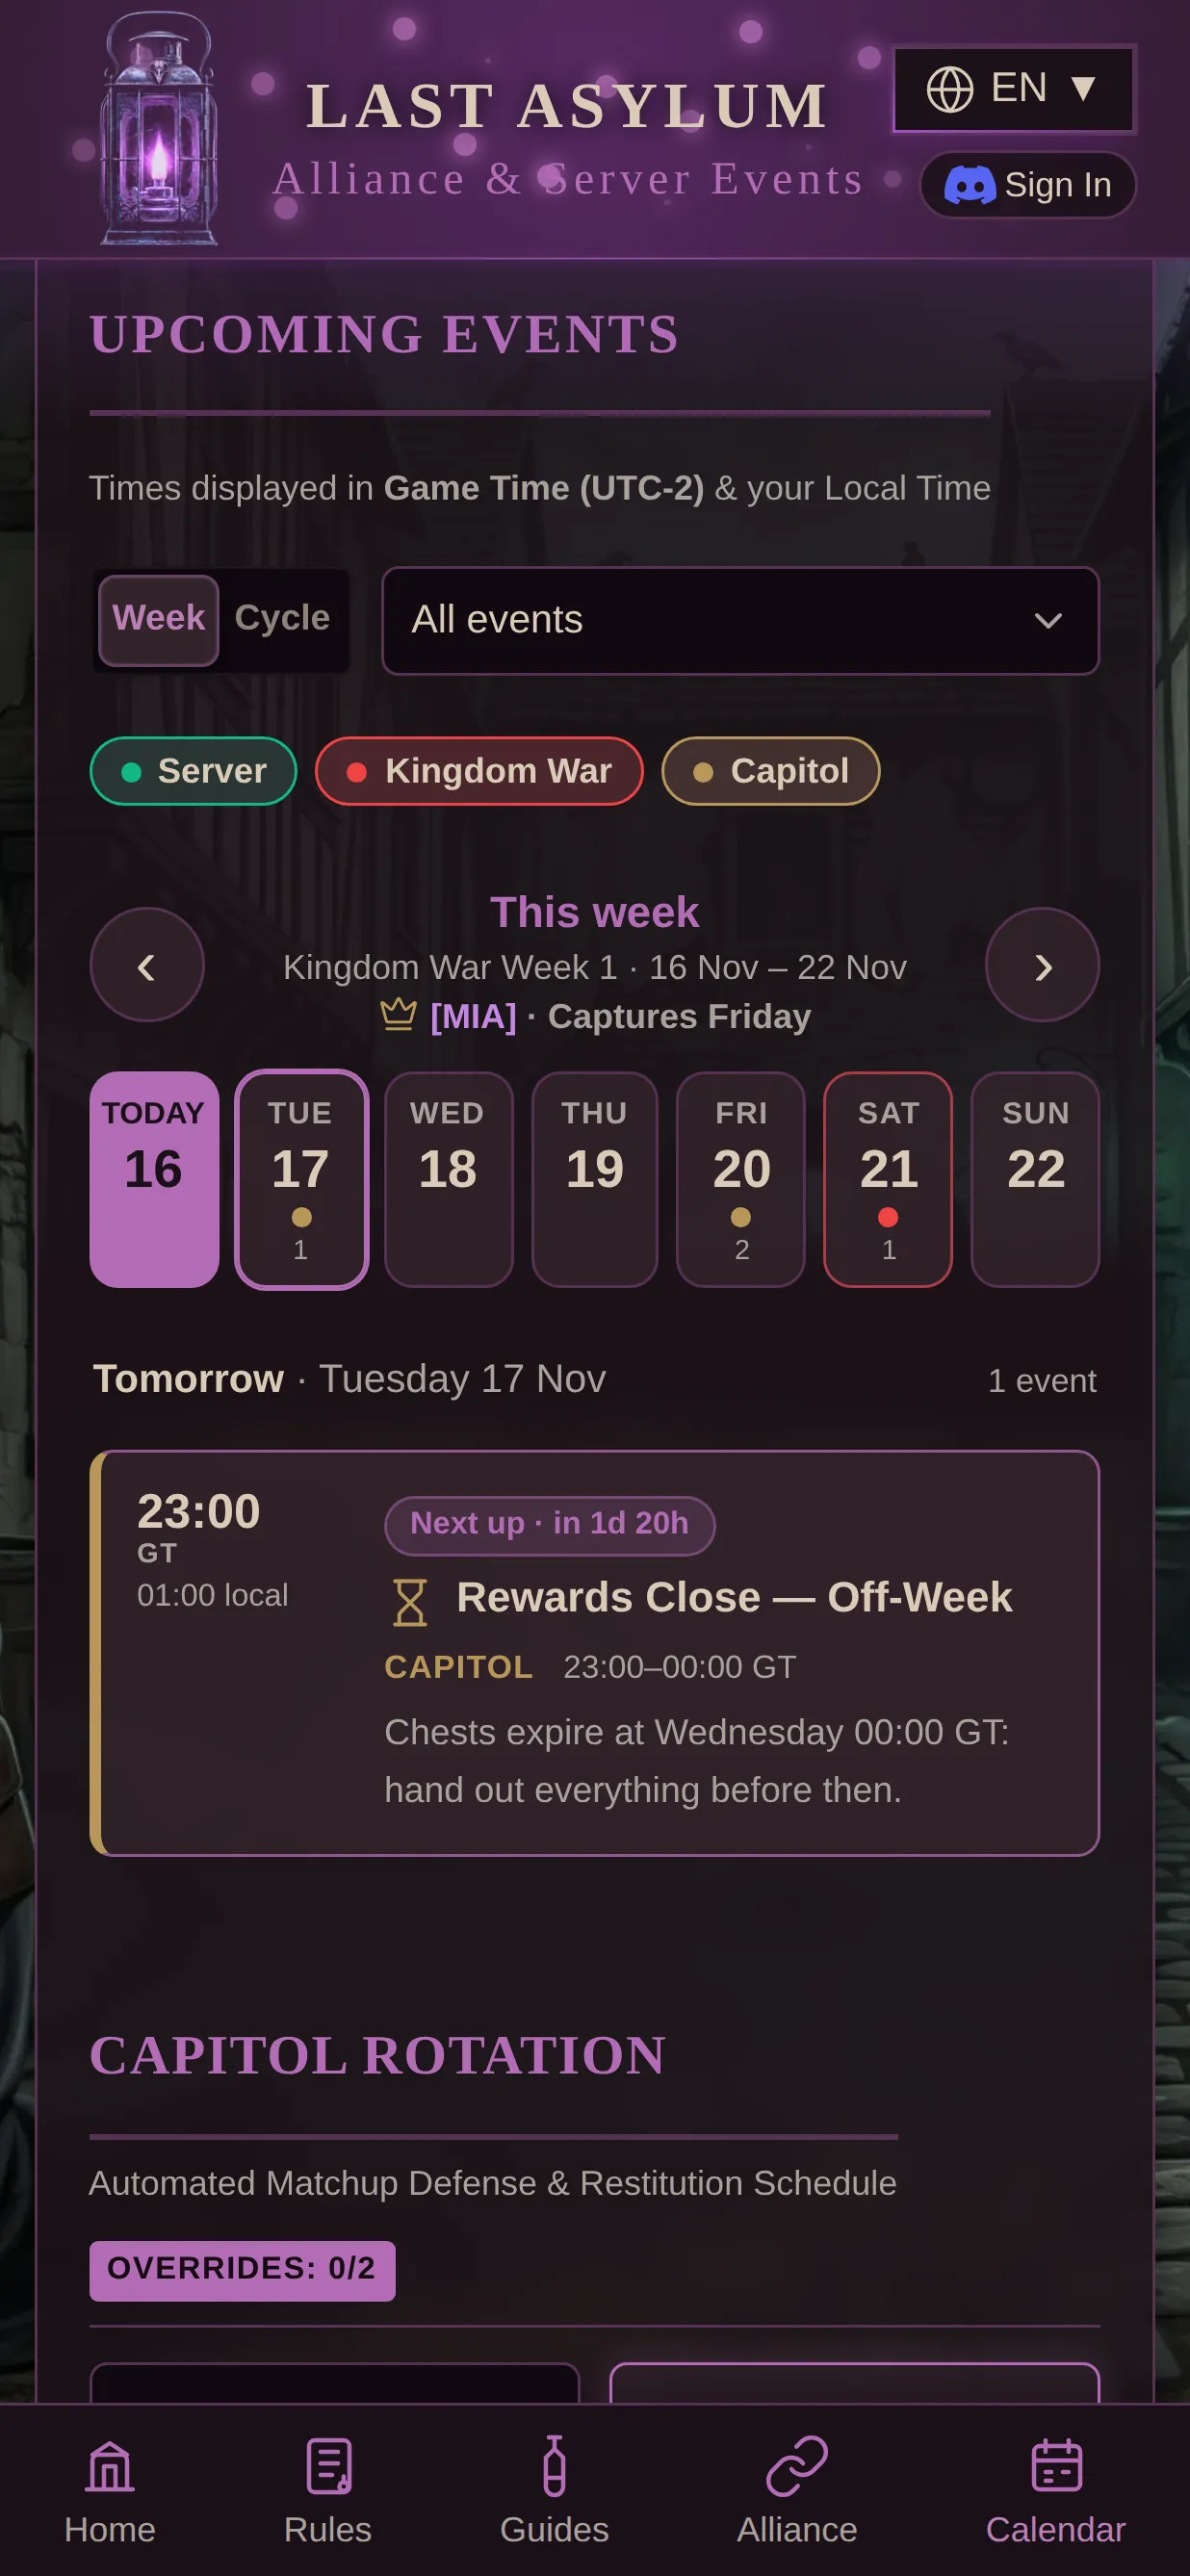 LAST ASYLUM
Alliance & Server Events
EN ▼
Sign In
UPCOMING EVENTS
Times displayed in Game Time (UTC-2) & your Local Time
Week Cycle
All events
Server Kingdom War Capitol
This week
Kingdom War Week 1 · 16 Nov – 22 Nov
[MIA] · Captures Friday
‹ ›
TODAY TUE WED THU FRI SAT SUN
16 17 18 19 20 21 22
1 2 1
Tomorrow · Tuesday 17 Nov 1 event
23:00
GT
01:00 local
Next up · in 1d 20h
Rewards Close — Off-Week
CAPITOL 23:00–00:00 GT
Chests expire at Wednesday 00:00 GT:
hand out everything before then.
CAPITOL ROTATION
Automated Matchup Defense & Restitution Schedule
OVERRIDES: 0/2
Home Rules Guides Alliance Calendar